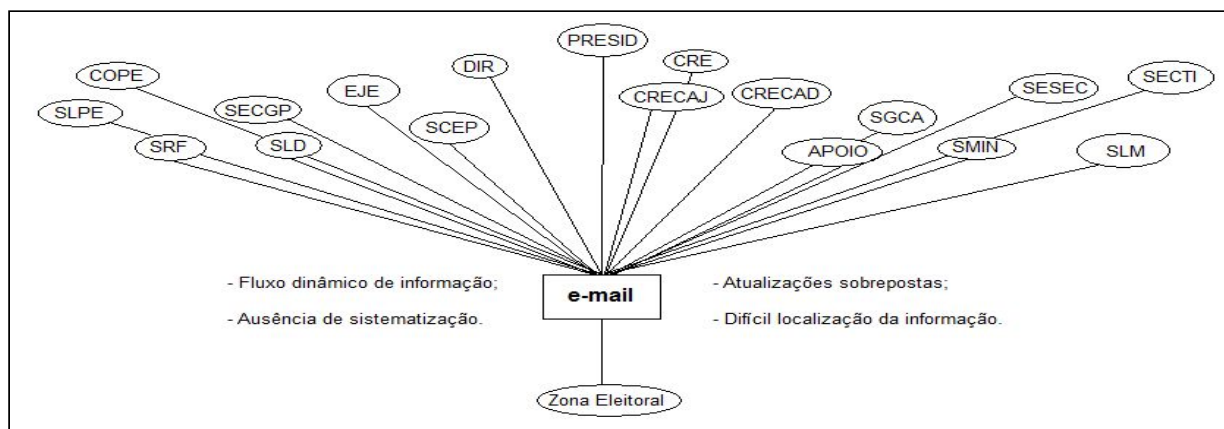 PRESID
CRE
DIR
COPE
SECTI
EJE
SESEC
CRECAJ
CRECAD
SECGP
SLPE
SGCA
SCEP
SRF
SLD
APOIO
SMIN
SLM
- Fluxo dinâmico de informação;
- Ausência de sistematização.
e-mail
- Atualizações sobrepostas;
- Difícil localização da informação.
Zona Eleitoral